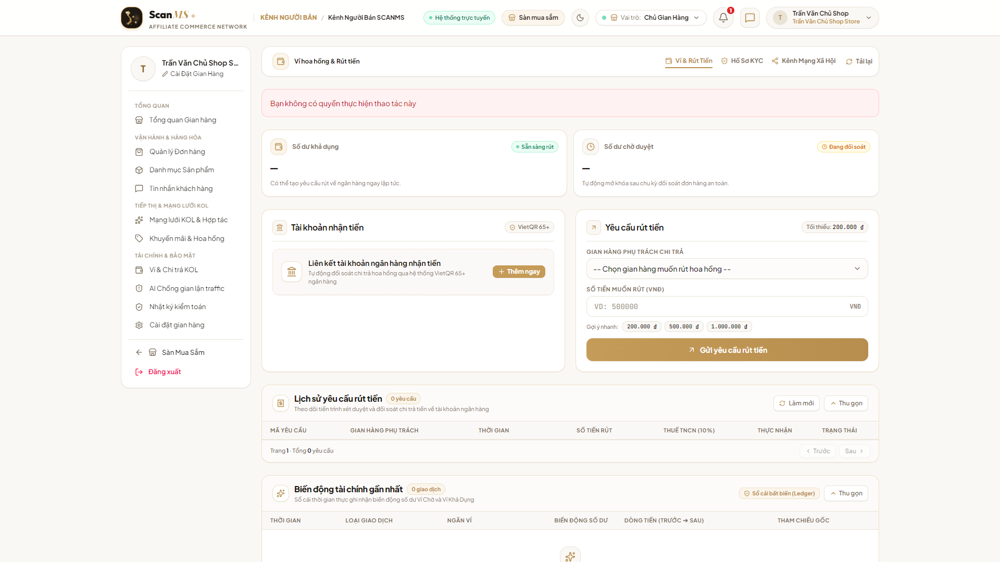 ScanMS
AFFILIATE COMMERCE NETWORK
KÊNH NGƯỜI BÁN / Kênh Người Bán SCANMS
Hệ thống trực tuyến
Sàn mua sắm
Vai trò: Chủ Gian Hàng
1
T
Trần Văn Chủ Shop
Trần Văn Chủ Shop Store
T
Trần Văn Chủ Shop S...
Cài Đặt Gian Hàng
TỔNG QUAN
Tổng quan Gian hàng
VẬN HÀNH & HÀNG HÓA
Quản lý Đơn hàng
Danh mục Sản phẩm
Tin nhắn khách hàng
TIẾP THỊ & MẠNG LƯỚI KOL
Mạng lưới KOL & Hợp tác
Khuyến mãi & Hoa hồng
TÀI CHÍNH & BẢO MẬT
Ví & Chi trả KOL
AI Chống gian lận traffic
Nhật ký kiểm toán
Cài đặt gian hàng
Sàn Mua Sắm
Đăng xuất
Ví hoa hồng & Rút tiền
Ví & Rút Tiền
Hồ Sơ KYC
Kênh Mạng Xã Hội
Tải lại
Bạn không có quyền thực hiện thao tác này
Số dư khả dụng
Sẵn sàng rút
—
Có thể tạo yêu cầu rút về ngân hàng ngay lập tức.
Số dư chờ duyệt
Đang đối soát
—
Tự động mở khóa sau chu kỳ đối soát đơn hàng an toàn.
Tài khoản nhận tiền
VietQR 65+
Liên kết tài khoản ngân hàng nhận tiền
Tự động đối soát chi trả hoa hồng qua hệ thống VietQR 65+
ngân hàng
+ Thêm ngay
Yêu cầu rút tiền
Tối thiểu: 200.000 ₫
GIAN HÀNG PHỤ TRÁCH CHI TRẢ
-- Chọn gian hàng muốn rút hoa hồng --
SỐ TIỀN MUỐN RÚT (VNĐ)
VD: 500000
VNĐ
Gợi ý nhanh: 200.000 ₫ 500.000 ₫ 1.000.000 ₫
Gửi yêu cầu rút tiền
Lịch sử yêu cầu rút tiền
0 yêu cầu
Theo dõi tiến trình xét duyệt và đối soát chi trả tiền về tài khoản ngân hàng
Làm mới
Thu gọn
MÃ YÊU CẦU GIAN HÀNG PHỤ TRÁCH THỜI GIAN SỐ TIỀN RÚT THUẾ TNCN (10%) THỰC NHẬN TRẠNG THÁI
Trang 1 · Tổng 0 yêu cầu
Trước
Sau
Biến động tài chính gần nhất
0 giao dịch
Sổ cái thời gian thực ghi nhận biến động số dư Ví Chờ và Ví Khả Dụng
Sổ cái bất biến (Ledger)
Thu gọn
THỜI GIAN LOẠI GIAO DỊCH NGĂN VÍ BIẾN ĐỘNG SỐ DƯ DÒNG TIỀN (TRƯỚC ➔ SAU) THAM CHIẾU GỐC